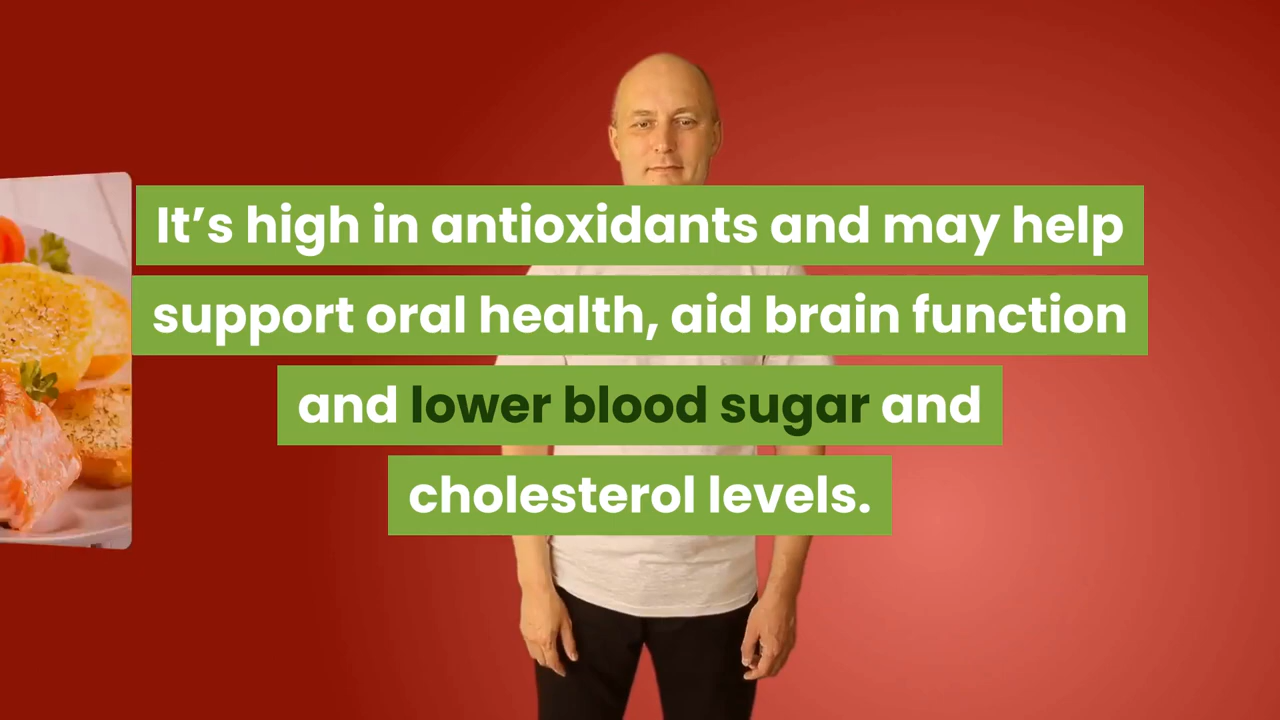 It’s high in antioxidants and may help
support oral health, aid brain function
and lower blood sugar and
cholesterol levels.